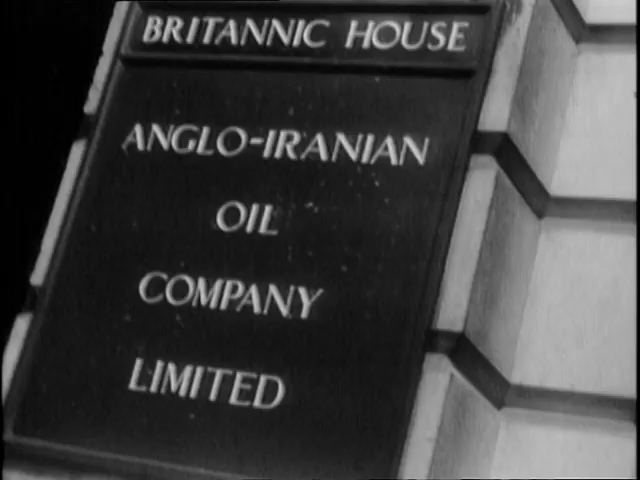 BRITANNIC HOUSE
ANGLO-IRANIAN
OIL
COMPANY
LIMITED